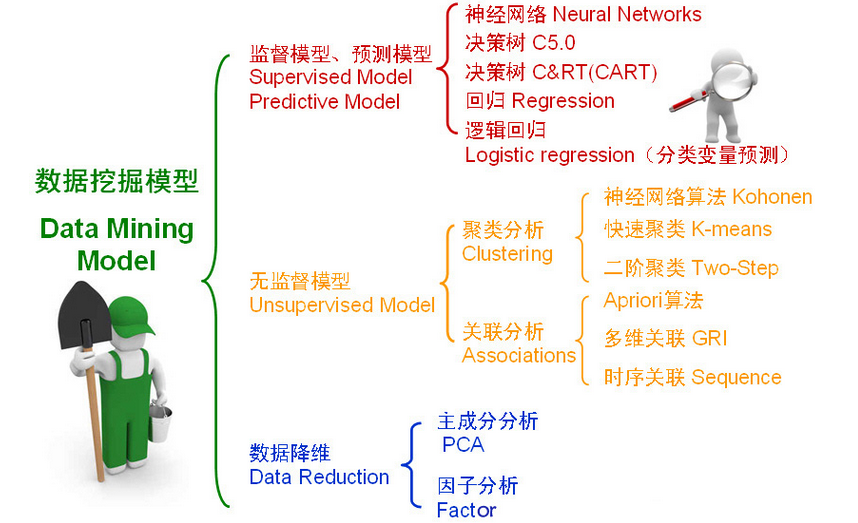 数据挖掘模型
Data Mining
Model
监督模型、预测模型
Supervised Model
Predictive Model
神经网络 Neural Networks
决策树 C5.0
决策树 C&RT(CART)
回归 Regression
逻辑回归
Logistic regression（分类变量预测）
无监督模型
Unsupervised Model
聚类分析
Clustering
神经网络算法 Kohonen
快速聚类 K-means
二阶聚类 Two-Step
关联分析
Associations
Apriori算法
多维关联 GRI
时序关联 Sequence
数据降维
Data Reduction
主成分分析
PCA
因子分析
Factor